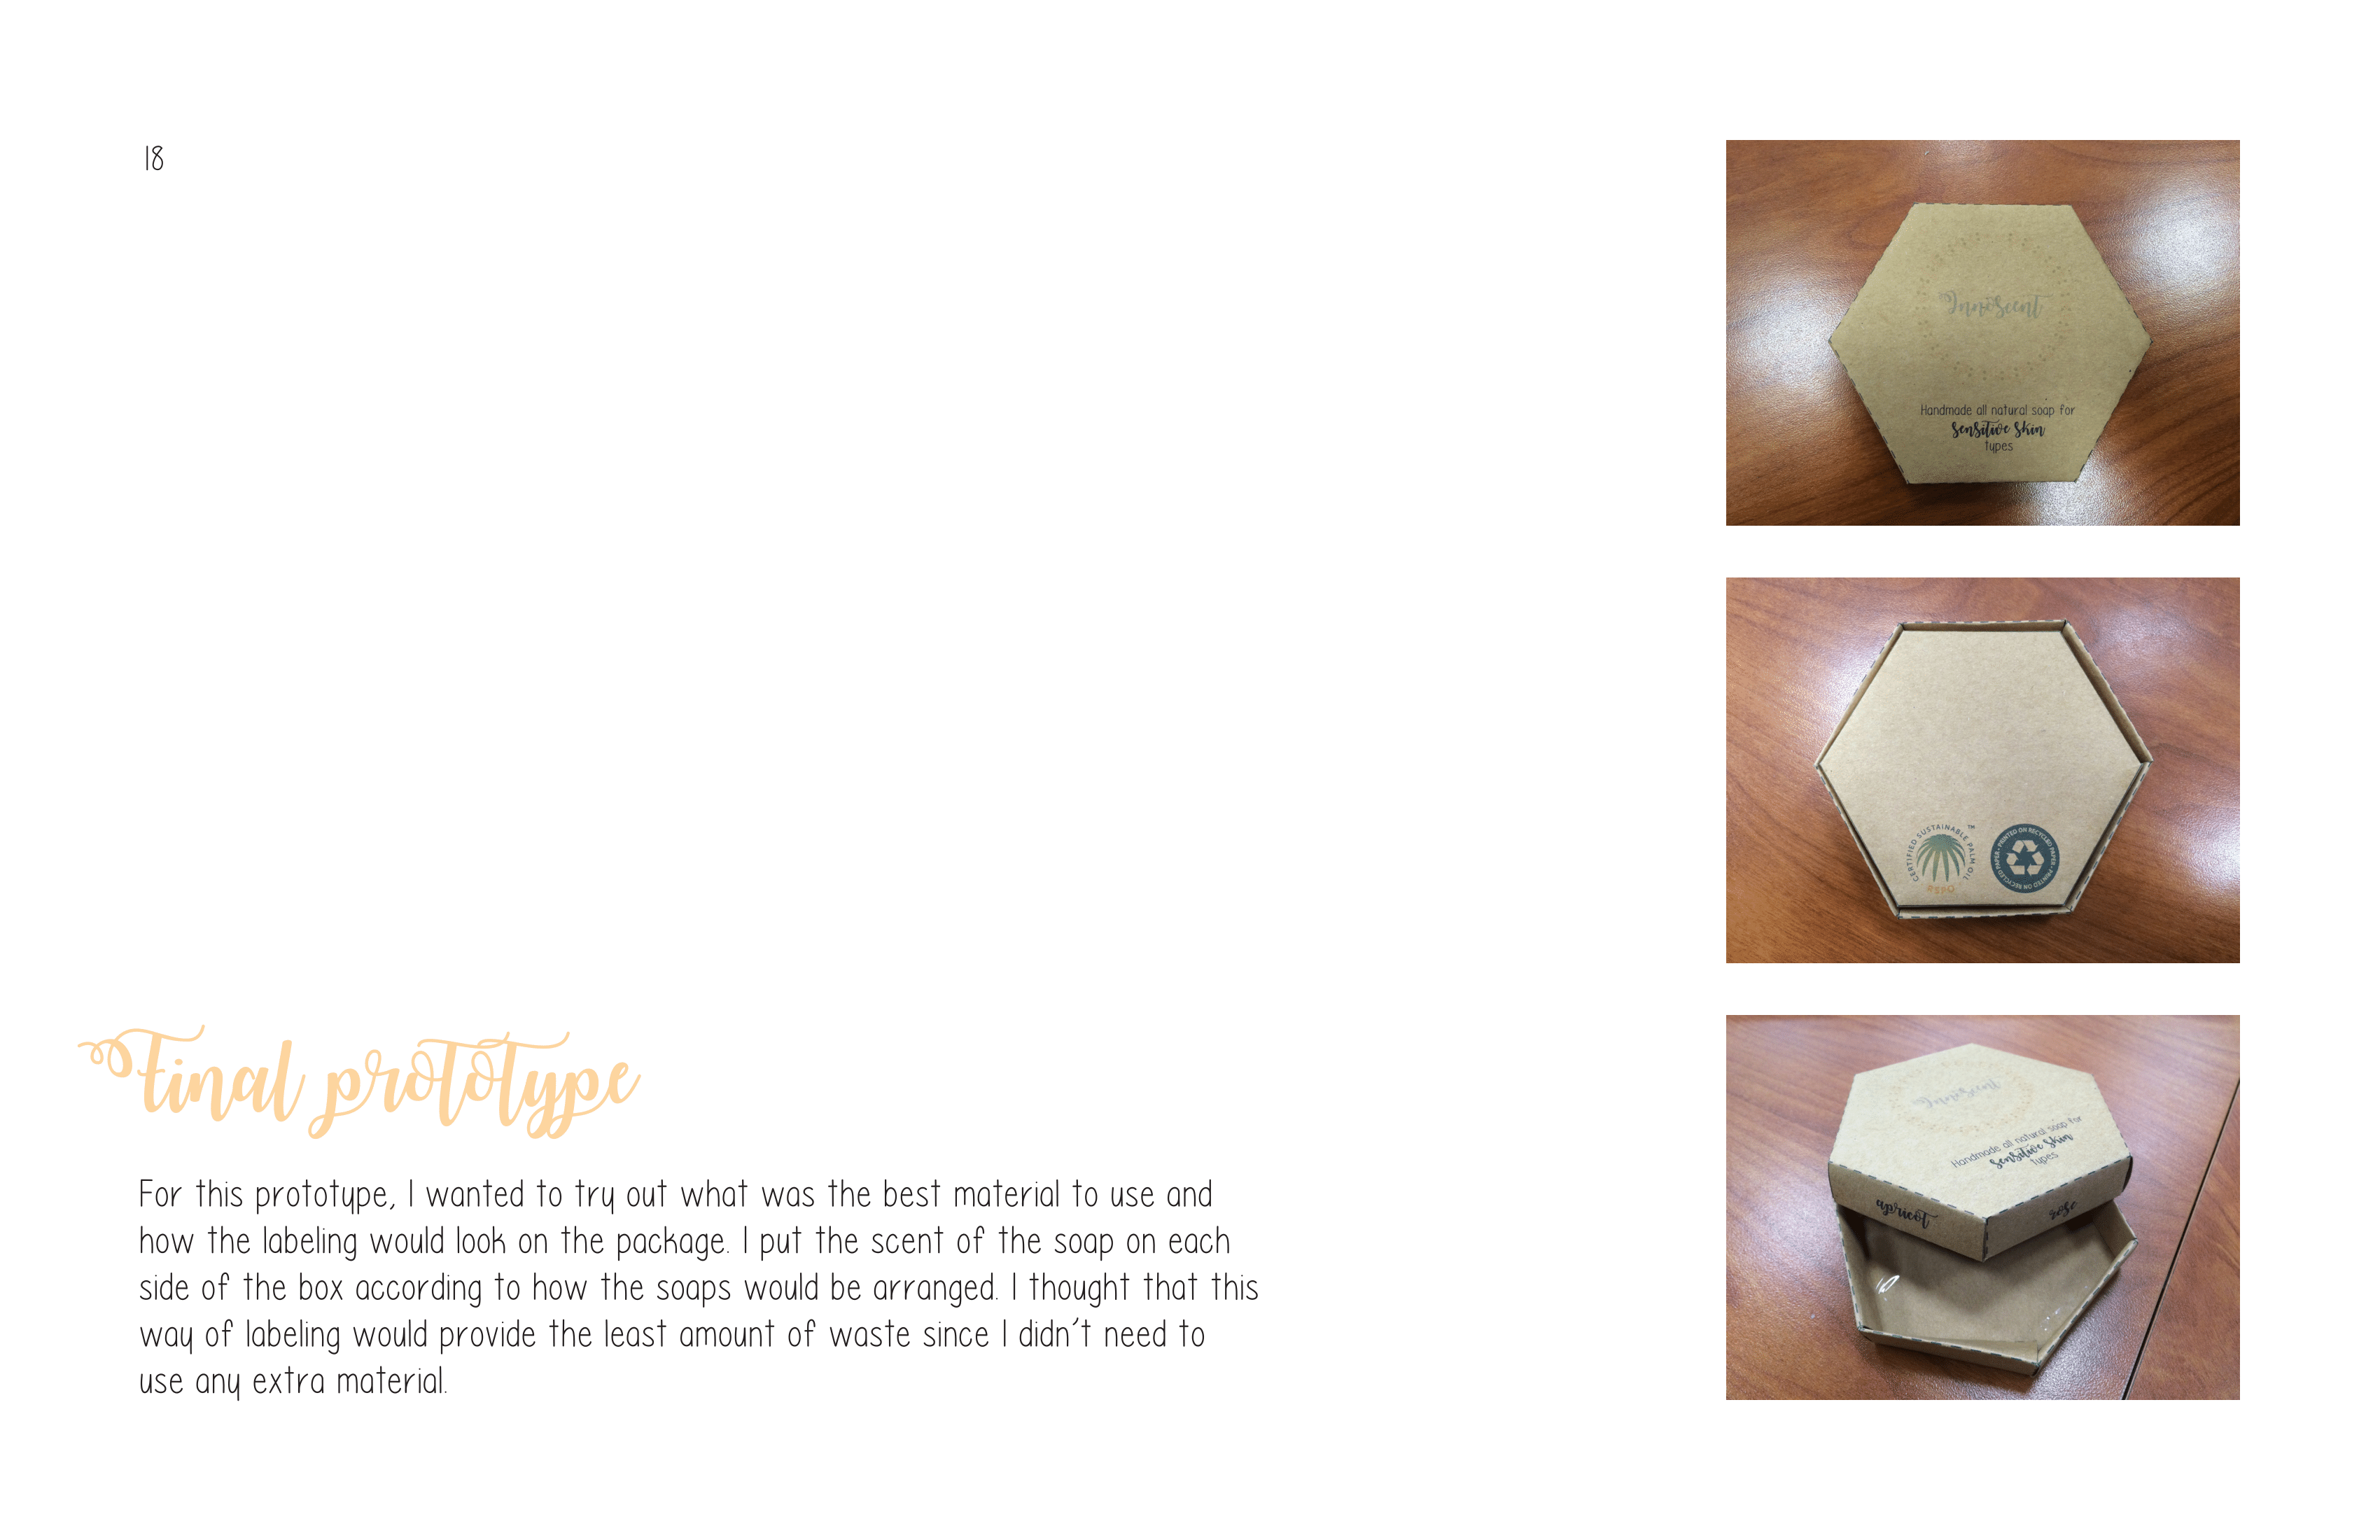 18
Final prototype
For this prototype, I wanted to try out what was the best material to use and
how the labeling would look on the package. I put the scent of the soap on each
side of the box according to how the soaps would be arranged. I thought that this
way of labeling would provide the least amount of waste since I didn't need to
use any extra material.
InnoScent
Handmade all natural soap for
sensitive skin
types
CERTIFIED SUSTAINABLE PALM OIL™
RSPO
PRINTED ON RECYCLED PAPER • PRINTED ON RECYCLED PAPER •
InnoScent
Handmade all natural soap for
sensitive skin
types
apricot
rose